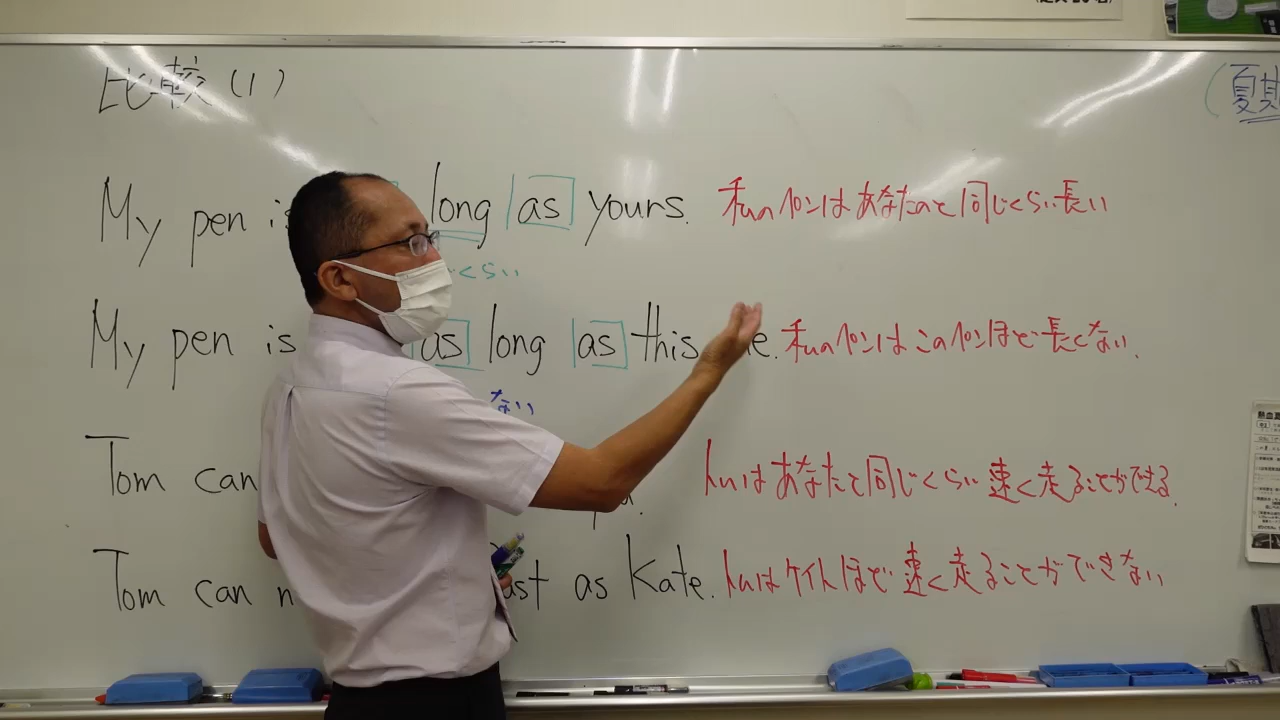 比較(1)
(夏期
My pen is long as yours. 私のペンはあなたのと同じくらい長い
くらい
My pen is as long as this 私のペンはこのペンほど長くない.
ない
Tom can トムはあなたと同じくらい速く走ることができる.
Tom can as Kate. トムはケイトほど速く走ることができない